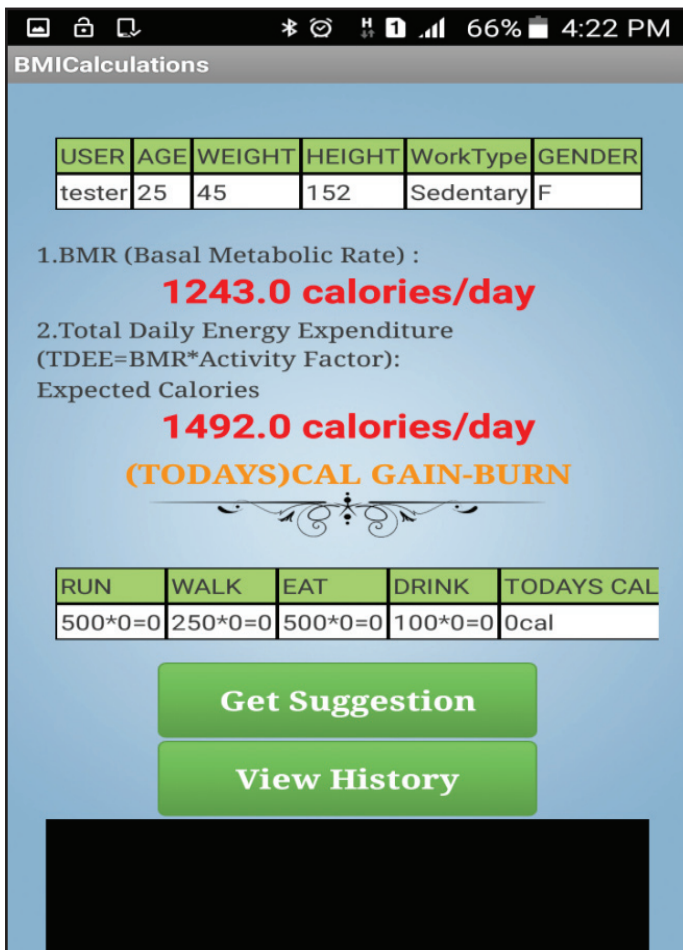 H 1 66% 4:22 PM
BMICalculations
USER AGE WEIGHT HEIGHT WorkType GENDER
tester 25 45 152 Sedentary F
1.BMR (Basal Metabolic Rate) :
1243.0 calories/day
2.Total Daily Energy Expenditure
(TDEE=BMR*Activity Factor):
Expected Calories
1492.0 calories/day
(TODAYS)CAL GAIN-BURN
RUN WALK EAT DRINK TODAYS CAL
500*0=0 250*0=0 500*0=0 100*0=0 0cal
Get Suggestion
View History